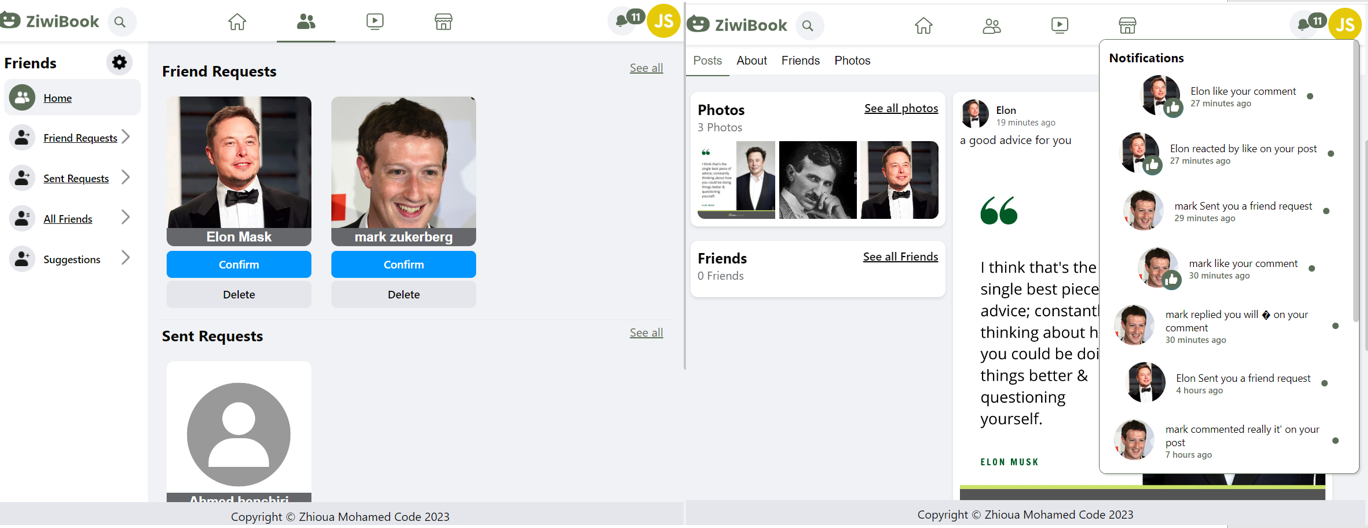 ZiwiBook
11
JS
Friends
Home
Friend Requests
Sent Requests
All Friends
Suggestions
Friend Requests
See all
Elon Mask
mark zukerberg
Confirm
Confirm
Delete
Delete
Sent Requests
See all
Ahmed henchiri
Copyright © Zhioua Mohamed Code 2023
ZiwiBook
11
JS
Posts
About
Friends
Photos
Photos
See all photos
3 Photos
Friends
See all Friends
0 Friends
Elon
19 minutes ago
a good advice for you
I think that's the
single best piece
advice; constantl
thinking about h
you could be doi
things better &
questioning
yourself.
ELON MUSK
Notifications
Elon like your comment
27 minutes ago
Elon reacted by like on your post
27 minutes ago
mark Sent you a friend request
29 minutes ago
mark like your comment
30 minutes ago
mark replied you will � on your
comment
30 minutes ago
Elon Sent you a friend request
4 hours ago
mark commented really it' on your
post
7 hours ago
Copyright © Zhioua Mohamed Code 2023